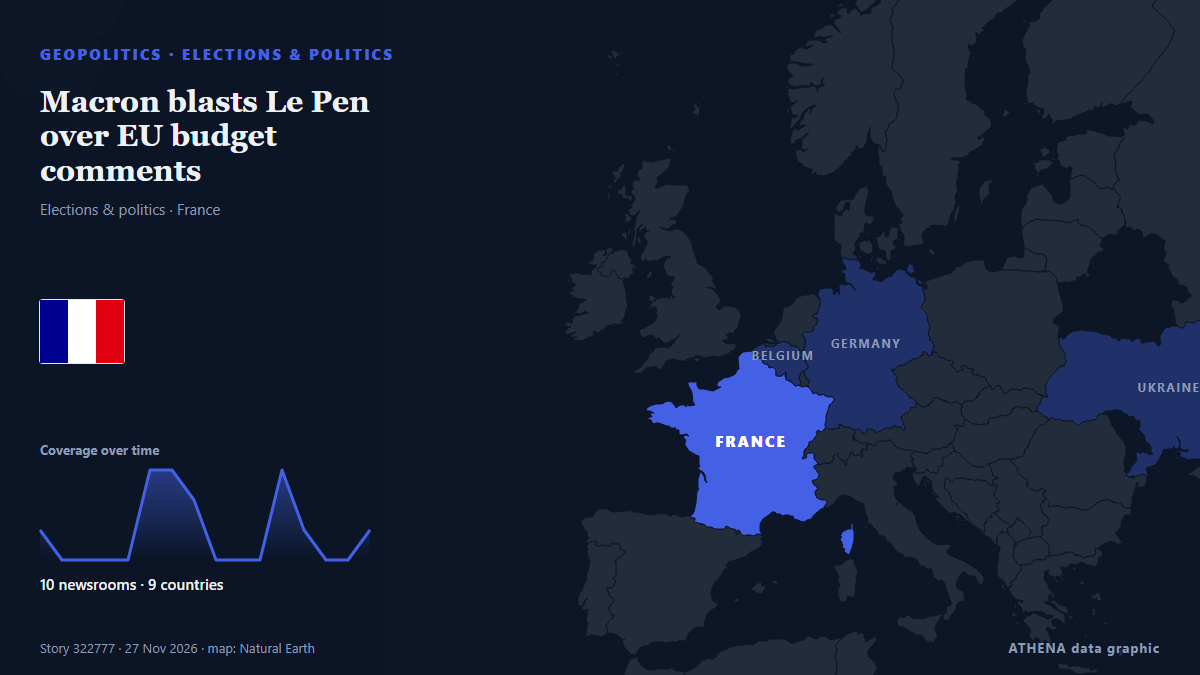 GEOPOLITICS · ELECTIONS & POLITICS
Macron blasts Le Pen
over EU budget
comments
Elections & politics · France
BELGIUM
GERMANY
UKRAINE
FRANCE
Coverage over time
10 newsrooms · 9 countries
Story 322777 · 27 Nov 2026 · map: Natural Earth
ATHENA data graphic